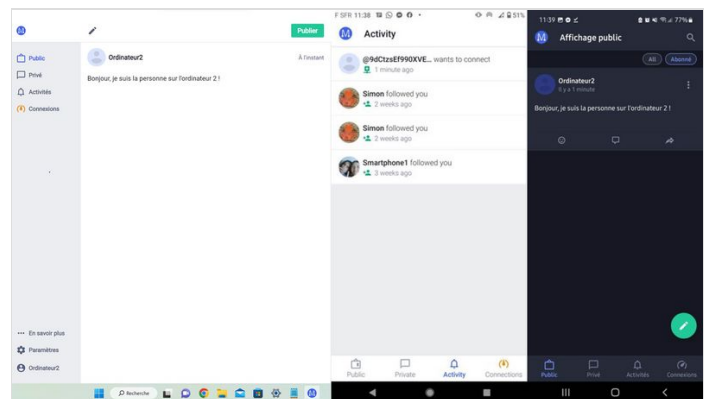 Publier
Public
Privé
Activités
Connexions
Ordinateur2
À l'instant
Bonjour, je suis la personne sur l'ordinateur 2 !
En savoir plus
Paramètres
Ordinateur2
Recherche
F SFR 11:38
51%
Activity
@9dCtzsEf990XVE... wants to connect
1 minute ago
Simon followed you
2 weeks ago
Simon followed you
2 weeks ago
Smartphone1 followed you
3 weeks ago
Public Private Activity Connections
11:39
77%
Affichage public
All Abonné
Ordinateur2
Il y a 1 minute
Bonjour, je suis la personne sur l'ordinateur 2 !
Public Privé Activités Connexions